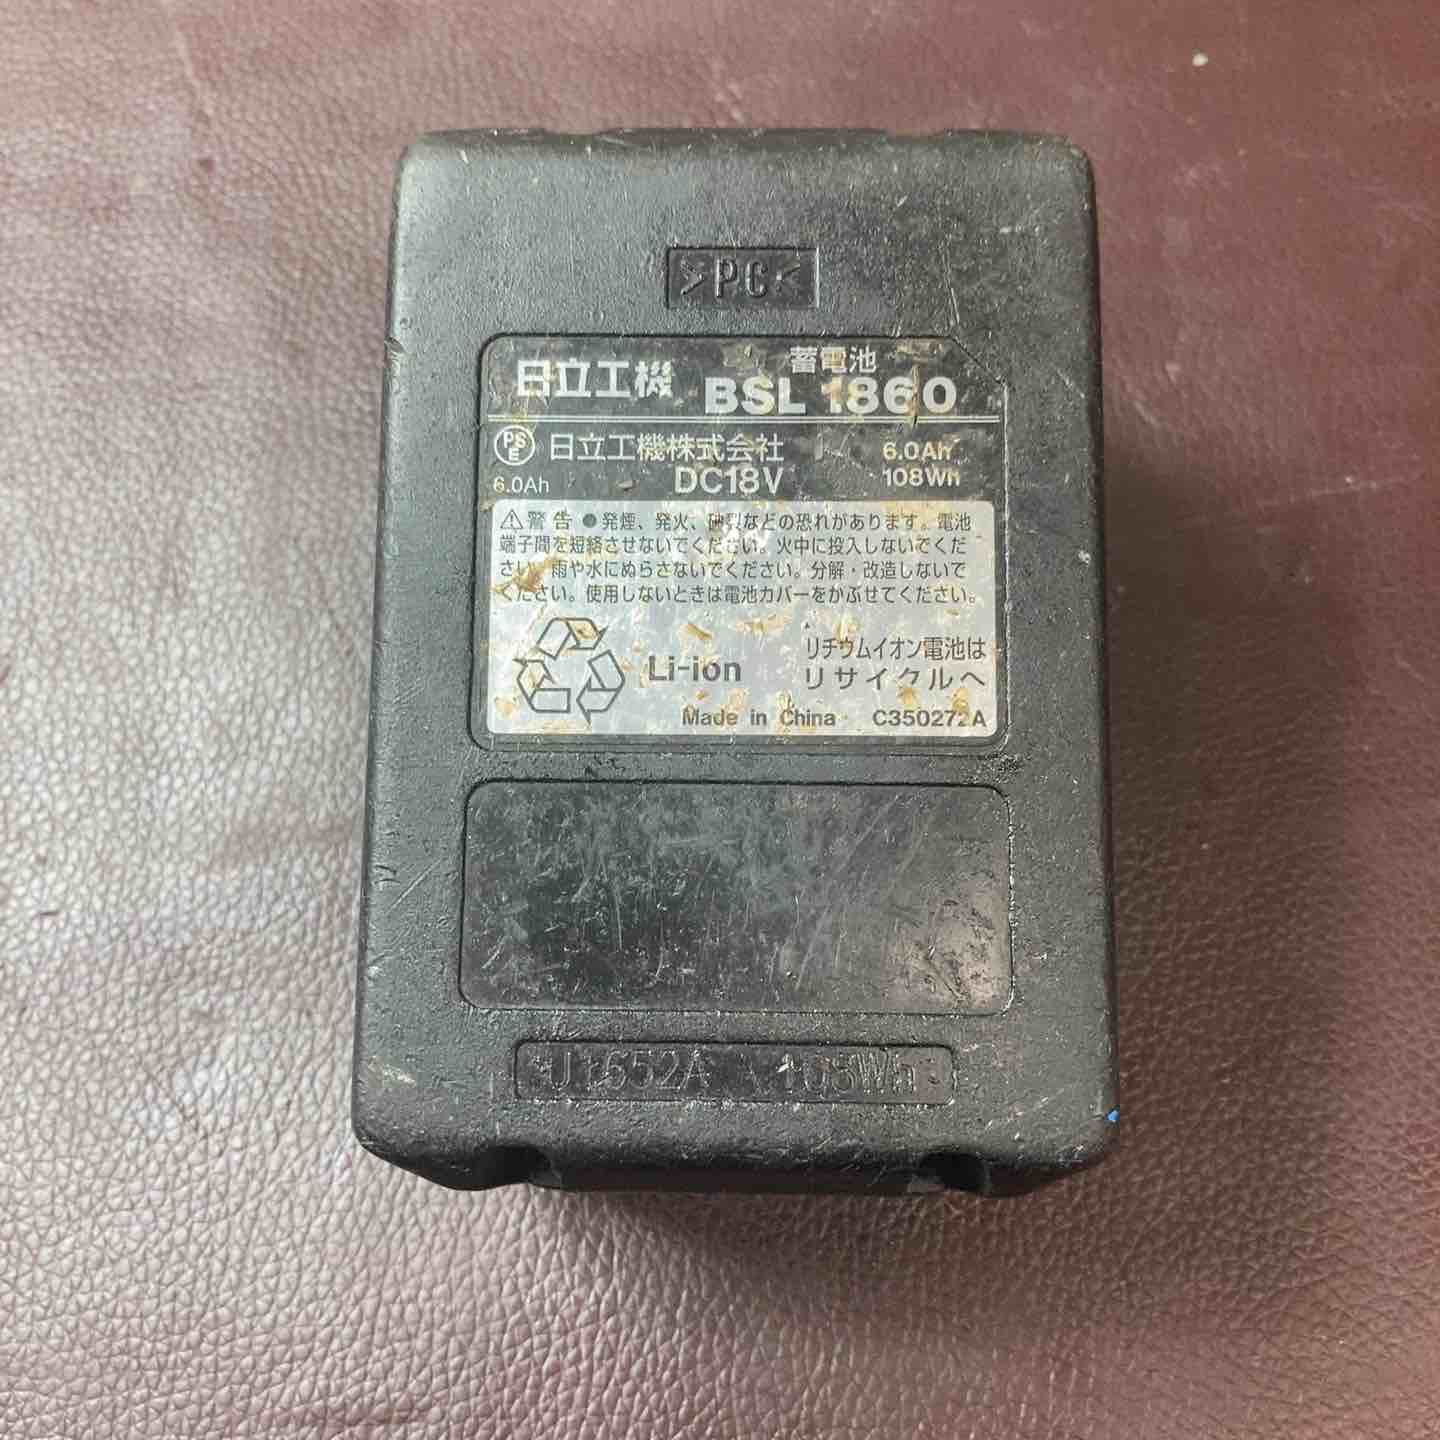 >PC<
蓄電池
日立工機 BSL 1860
PSE 日立工機株式会社 6.0Ah
6.0Ah DC18V 108Wh
⚠警告 ●発煙、発火、破裂などの恐れがあります。電池
端子間を短絡させないでください。火中に投入しないでくだ
さい。雨や水にぬらさないでください。分解・改造しないで
ください。使用しないときは電池カバーをかぶせてください。
リチウムイオン電池は
Li-ion リサイクルへ
Made in China C350272A
U1652A 108Wh